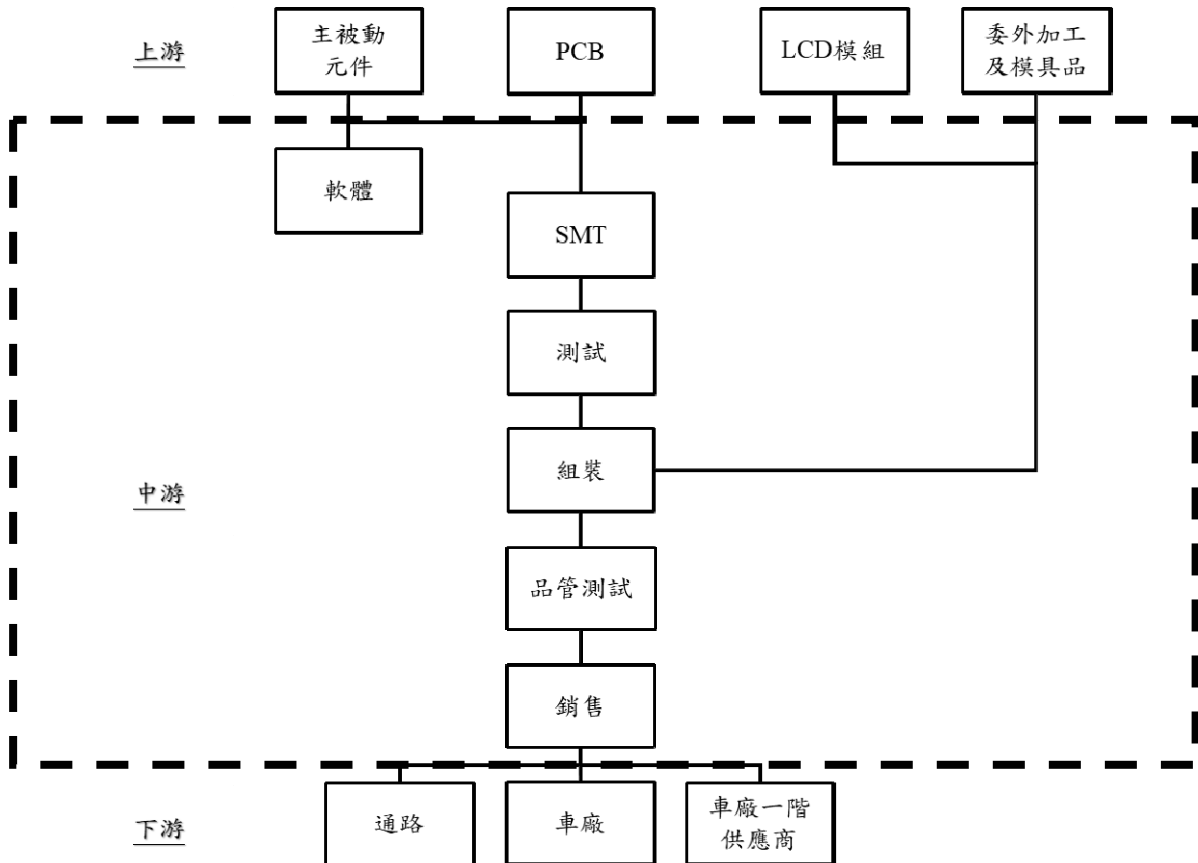 上游
主被動
元件
PCB
LCD模組
委外加工
及模具品
軟體
SMT
測試
組裝
中游
品管測試
銷售
下游
通路
車廠
車廠一階
供應商